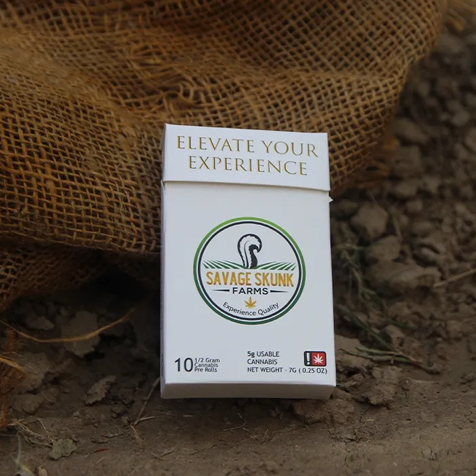 ELEVATE YOUR
EXPERIENCE
SAVAGE SKUNK
FARMS
Experience Quality
10 1/2 Gram
Cannabis
Pre Rolls
5g USABLE
CANNABIS
NET WEIGHT - 7G ( 0.25 OZ)
!